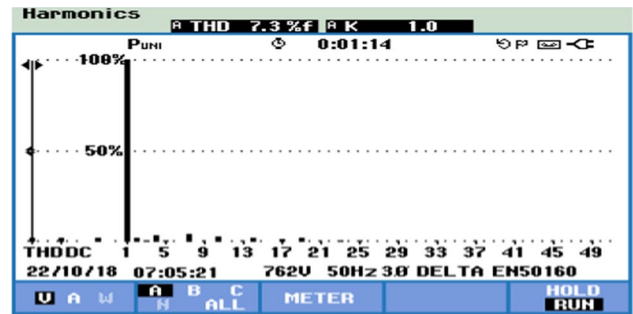 Harmonics
A THD 7.3 %f A K 1.0
PUNI 0:01:14
100%
50%
THDDC 1 5 9 13 17 21 25 29 33 37 41 45 49
22/10/18 07:05:21 762V 50Hz 3.0 DELTA EN50160
V A W A B C N ALL METER HOLD RUN